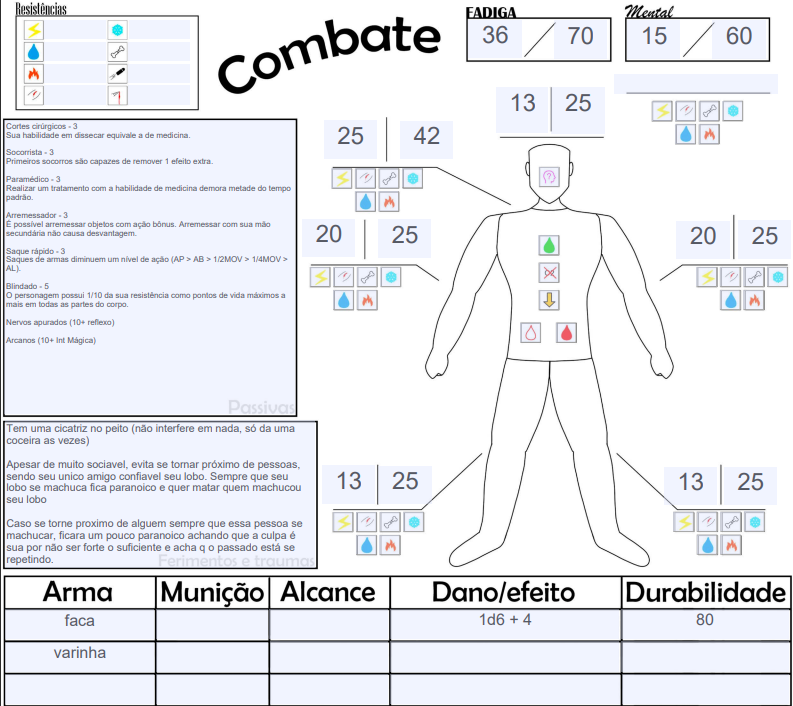 Resistências
Combate
FADIGA
36 / 70
Mental
15 / 60
13 | 25
25 | 42
20 | 25
20 | 25
13 | 25
13 | 25
Cortes cirúrgicos - 3
Sua habilidade em dissecar equivale a de medicina.
Socorrista - 3
Primeiros socorros são capazes de remover 1 efeito extra.
Paramédico - 3
Realizar um tratamento com a habilidade de medicina demora metade do tempo
padrão.
Arremessador - 3
É possível arremessar objetos com ação bônus. Arremessar com sua mão
secundária não causa desvantagem.
Saque rápido - 3
Saques de armas diminuem um nível de ação (AP > AB > 1/2MOV > 1/4MOV >
AL).
Blindado - 5
O personagem possui 1/10 da sua resistência como pontos de vida máximos a
mais em todas as partes do corpo.
Nervos apurados (10+ reflexo)
Arcanos (10+ Int Mágica)
Passivas
Tem uma cicatriz no peito (não interfere em nada, só da uma
coceira as vezes)
Apesar de muito sociavel, evita se tornar próximo de pessoas,
sendo seu unico amigo confiavel seu lobo. Sempre que seu
lobo se machuca fica paranoico e quer matar quem machucou
seu lobo
Caso se torne proximo de alguem sempre que essa pessoa se
machucar, ficara um pouco paranoico achando que a culpa é
sua por não ser forte o suficiente e acha q o passado está se
repetindo.
Ferimentos e traumas
Arma Munição Alcance Dano/efeito Durabilidade
faca 1d6 + 4 80
varinha